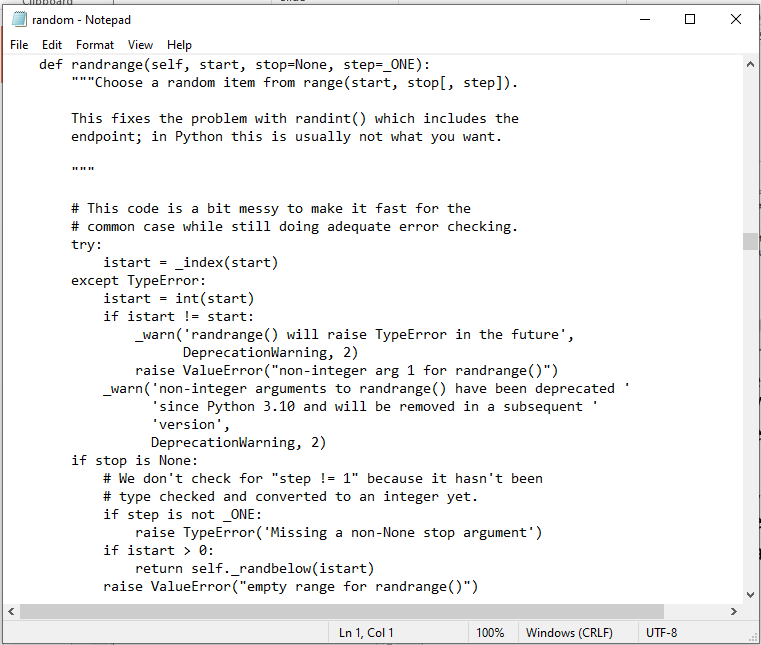 random - Notepad
File Edit Format View Help
def randrange(self, start, stop=None, step=_ONE):
"""Choose a random item from range(start, stop[, step]).
This fixes the problem with randint() which includes the
endpoint; in Python this is usually not what you want.
"""
# This code is a bit messy to make it fast for the
# common case while still doing adequate error checking.
try:
istart = _index(start)
except TypeError:
istart = int(start)
if istart != start:
_warn('randrange() will raise TypeError in the future',
DeprecationWarning, 2)
raise ValueError("non-integer arg 1 for randrange()")
_warn('non-integer arguments to randrange() have been deprecated '
'since Python 3.10 and will be removed in a subsequent '
'version',
DeprecationWarning, 2)
if stop is None:
# We don't check for "step != 1" because it hasn't been
# type checked and converted to an integer yet.
if step is not _ONE:
raise TypeError('Missing a non-None stop argument')
if istart > 0:
return self._randbelow(istart)
raise ValueError("empty range for randrange()")
Ln 1, Col 1 100% Windows (CRLF) UTF-8